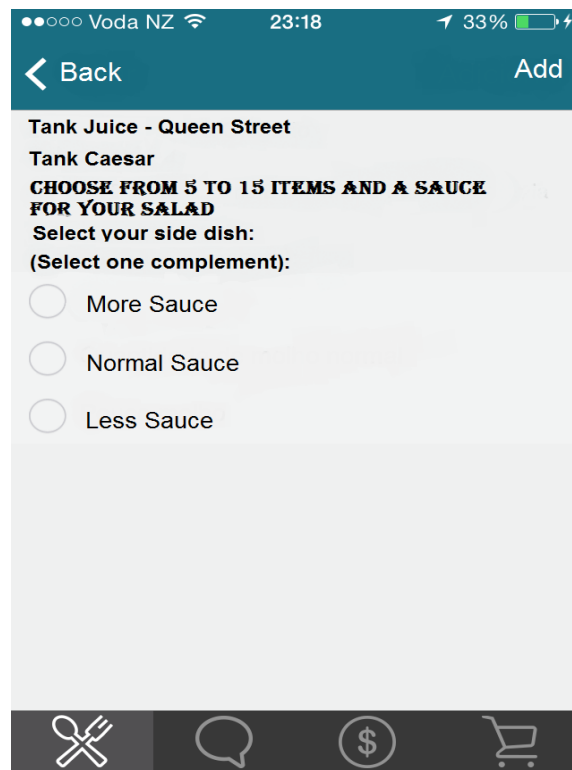 Voda NZ 23:18 33%
Back Add
Tank Juice - Queen Street
Tank Caesar
CHOOSE FROM 5 TO 15 ITEMS AND A SAUCE
FOR YOUR SALAD
Select your side dish:
(Select one complement):
More Sauce
Normal Sauce
Less Sauce
$